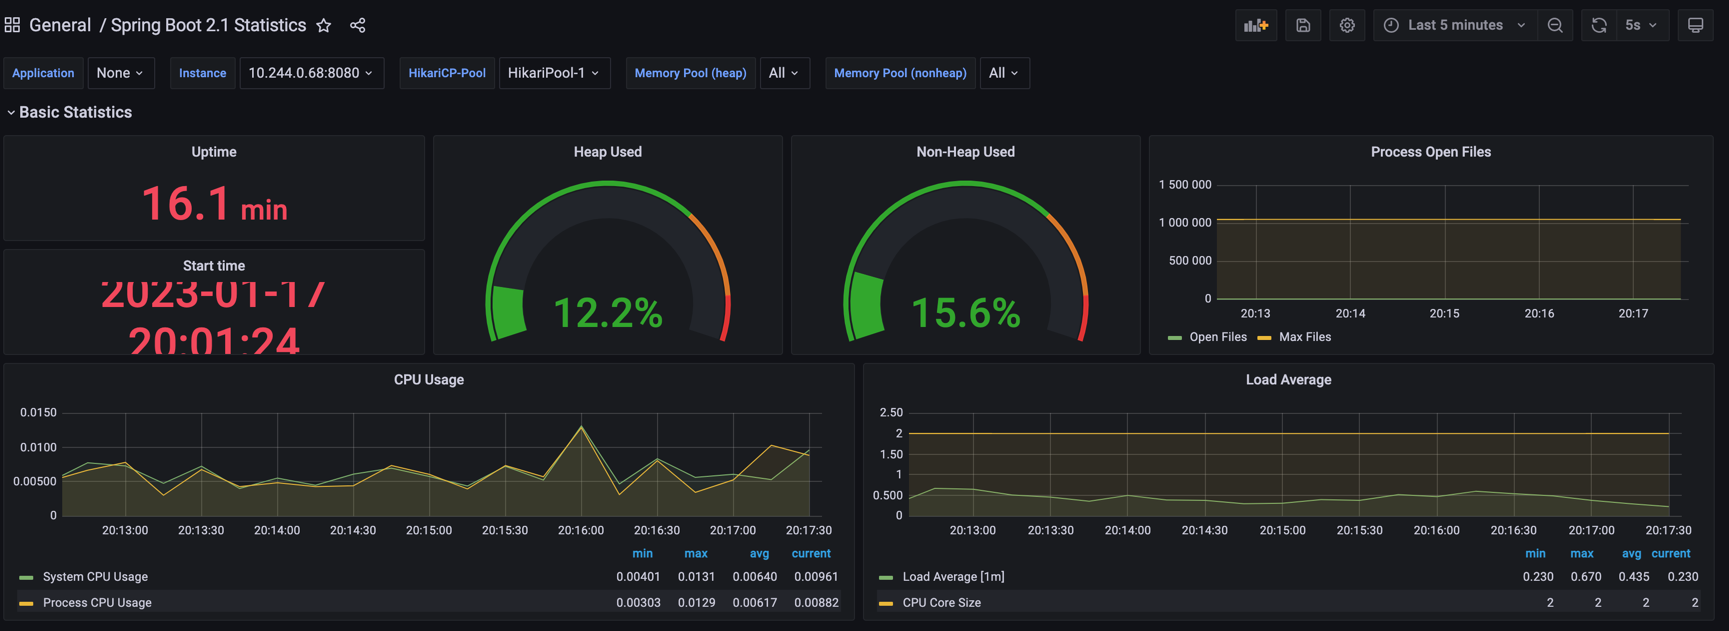 General / Spring Boot 2.1 Statistics
Last 5 minutes
5s
Application None Instance 10.244.0.68:8080 HikariCP-Pool HikariPool-1 Memory Pool (heap) All Memory Pool (nonheap) All
Basic Statistics
Uptime
16.1 min
Start time
2023-01-17
20:01:24
Heap Used
12.2%
Non-Heap Used
15.6%
Process Open Files
1 500 000
1 000 000
500 000
0
20:13 20:14 20:15 20:16 20:17
Open Files Max Files
CPU Usage
0.0150
0.0100
0.00500
0
20:13:00 20:13:30 20:14:00 20:14:30 20:15:00 20:15:30 20:16:00 20:16:30 20:17:00 20:17:30
min max avg current
System CPU Usage 0.00401 0.0131 0.00640 0.00961
Process CPU Usage 0.00303 0.0129 0.00617 0.00882
Load Average
2.50
2
1.50
1
0.500
0
20:13:00 20:13:30 20:14:00 20:14:30 20:15:00 20:15:30 20:16:00 20:16:30 20:17:00 20:17:30
min max avg current
Load Average [1m] 0.230 0.670 0.435 0.230
CPU Core Size 2 2 2 2